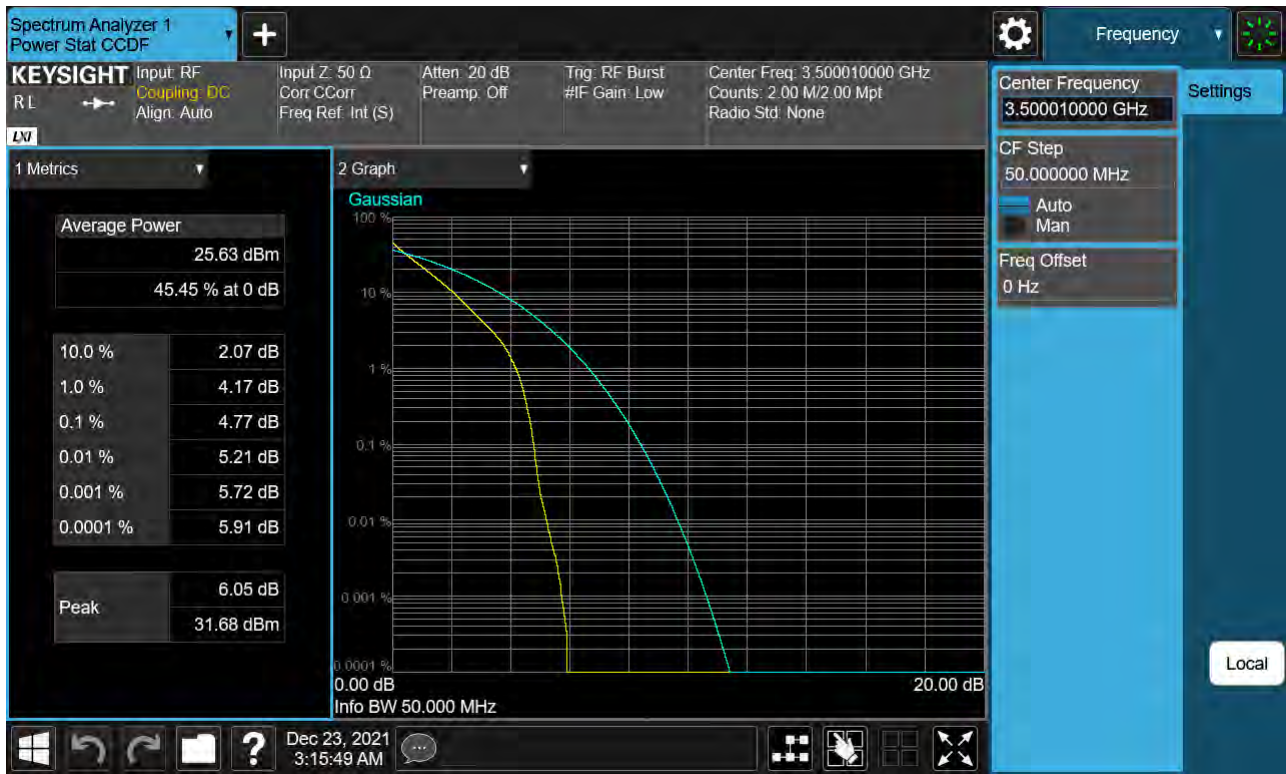 Spectrum Analyzer 1
Power Stat CCDF
Frequency
KEYSIGHT
RL
LXI
Input: RF
Coupling: DC
Align: Auto
Input Z: 50 Ω
Corr CCorr
Freq Ref: Int (S)
Atten: 20 dB
Preamp: Off
Trig: RF Burst
#IF Gain: Low
Center Freq: 3.500010000 GHz
Counts: 2.00 M/2.00 Mpt
Radio Std: None
Center Frequency
3.500010000 GHz
Settings
CF Step
50.000000 MHz
Auto
Man
Freq Offset
0 Hz
Local
1 Metrics
Average Power
25.63 dBm
45.45 % at 0 dB
10.0 % 2.07 dB
1.0 % 4.17 dB
0.1 % 4.77 dB
0.01 % 5.21 dB
0.001 % 5.72 dB
0.0001 % 5.91 dB
Peak
6.05 dB
31.68 dBm
2 Graph
Gaussian
100 %
10 %
1 %
0.1 %
0.01 %
0.001 %
0.0001 %
0.00 dB 20.00 dB
Info BW 50.000 MHz
?
Dec 23, 2021
3:15:49 AM